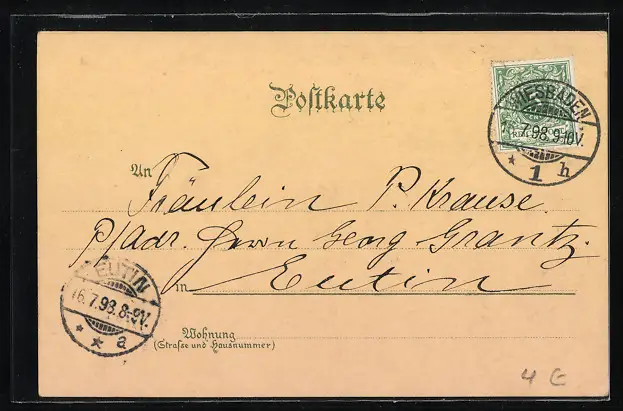 Postkarte
WIESBADEN
7.98.9-10V.
* 1 h
An
Fräulein P. Krause.
p/Adr. Herrn Georg Grantz.
in Eutin
EUTIN
16.7.98.8-9V.
* * a
Wohnung
(Strasse und Hausnummer)
4 E